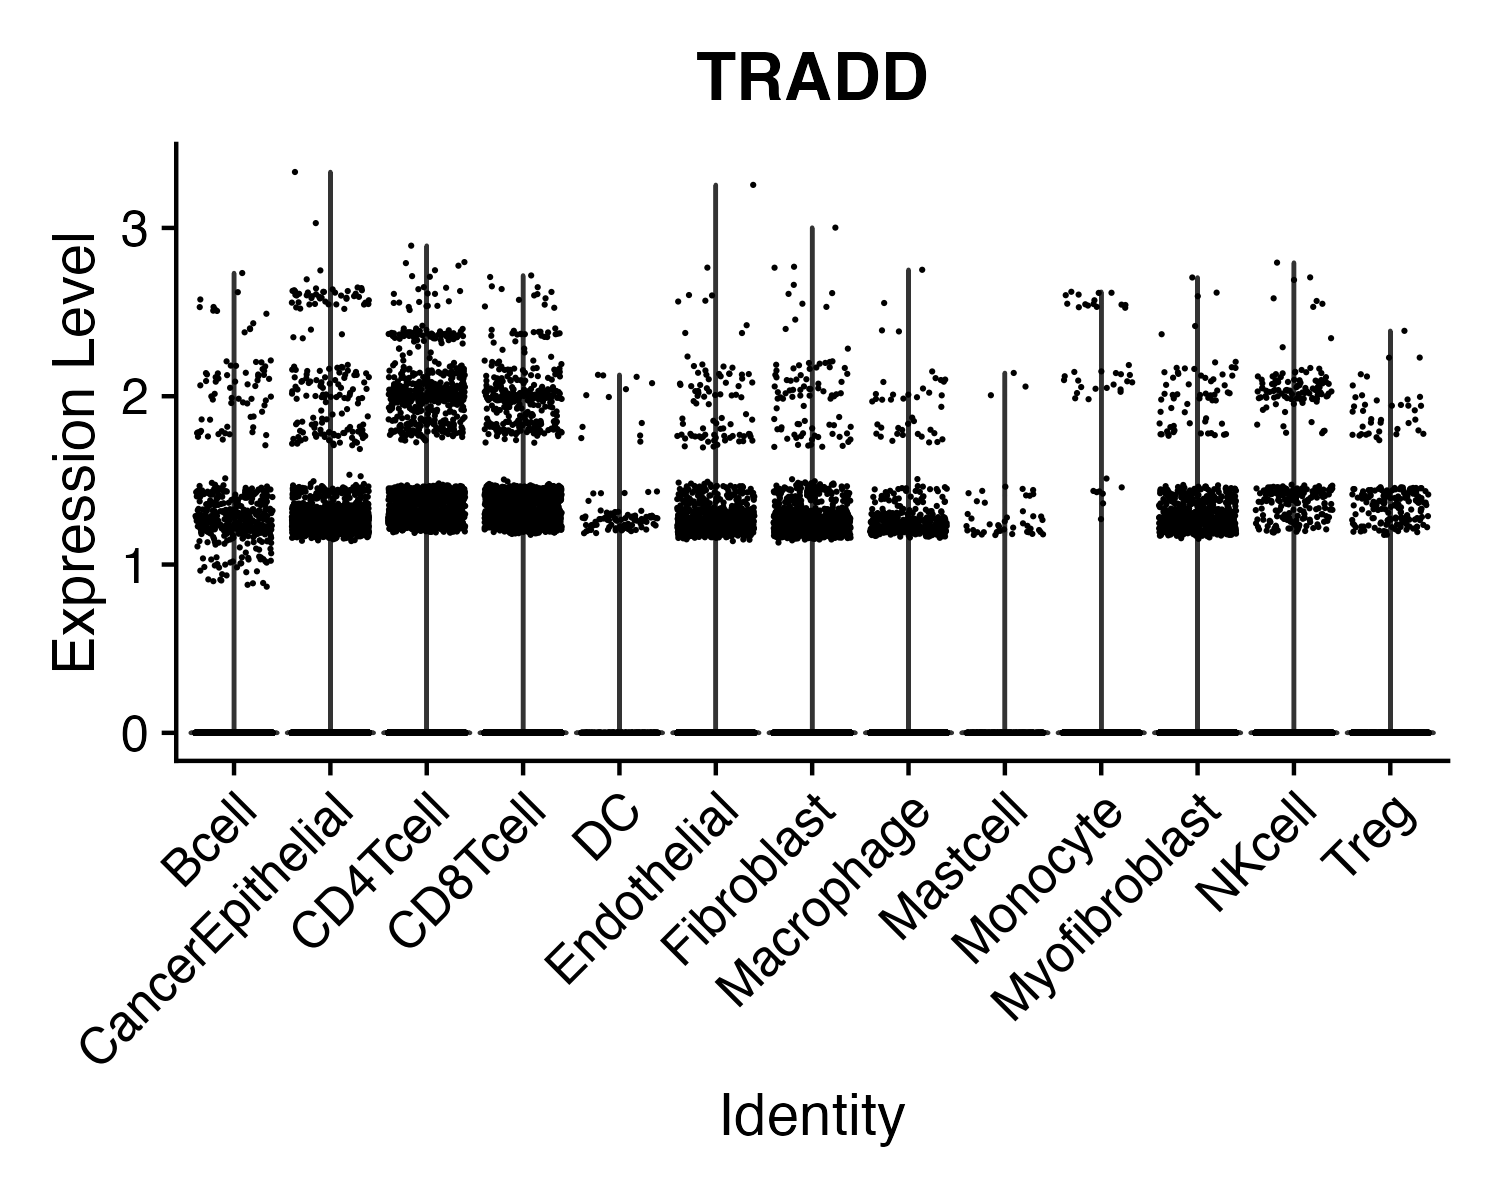 TRADD
Expression Level
3
2
1
0
Bcell
CancerEpithelial
CD4Tcell
CD8Tcell
DC
Endothelial
Fibroblast
Macrophage
Mastcell
Monocyte
Myofibroblast
NKcell
Treg
Identity